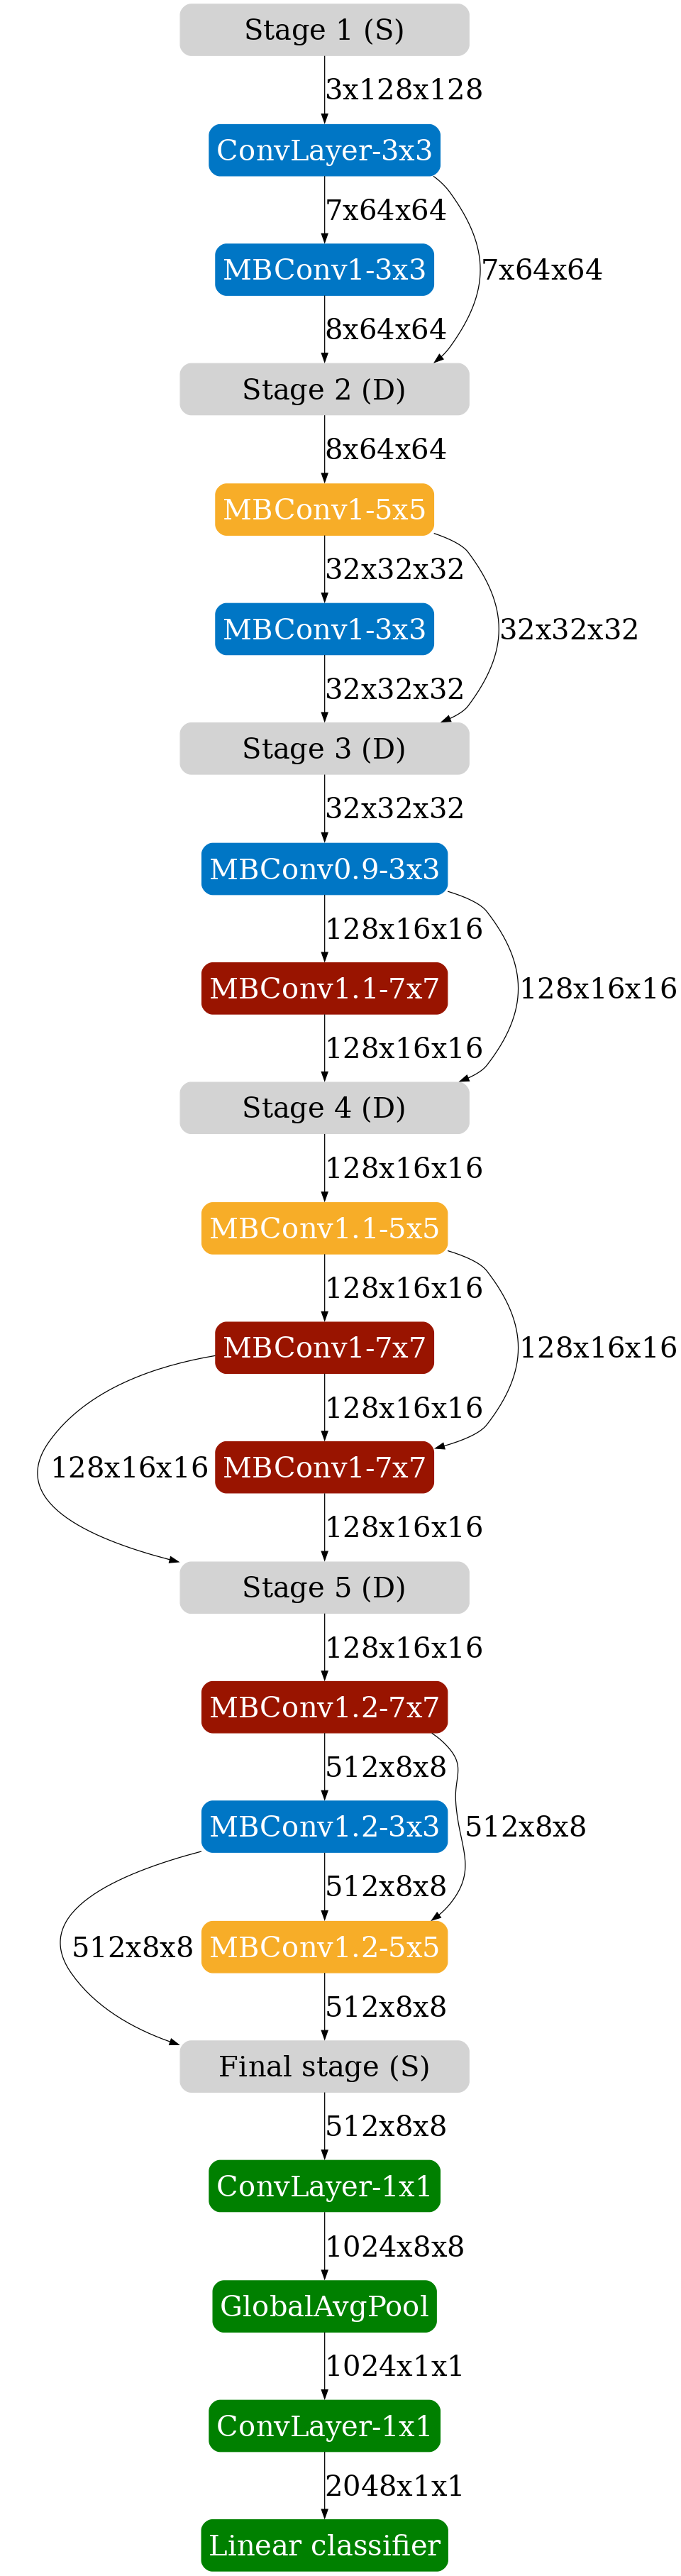 Stage 1 (S)
3x128x128
ConvLayer-3x3
7x64x64
MBConv1-3x3
7x64x64
8x64x64
Stage 2 (D)
8x64x64
MBConv1-5x5
32x32x32
MBConv1-3x3
32x32x32
32x32x32
Stage 3 (D)
32x32x32
MBConv0.9-3x3
128x16x16
MBConv1.1-7x7
128x16x16
128x16x16
Stage 4 (D)
128x16x16
MBConv1.1-5x5
128x16x16
MBConv1-7x7
128x16x16
128x16x16
128x16x16
MBConv1-7x7
128x16x16
Stage 5 (D)
128x16x16
MBConv1.2-7x7
512x8x8
MBConv1.2-3x3
512x8x8
512x8x8
512x8x8
MBConv1.2-5x5
512x8x8
Final stage (S)
512x8x8
ConvLayer-1x1
1024x8x8
GlobalAvgPool
1024x1x1
ConvLayer-1x1
2048x1x1
Linear classifier